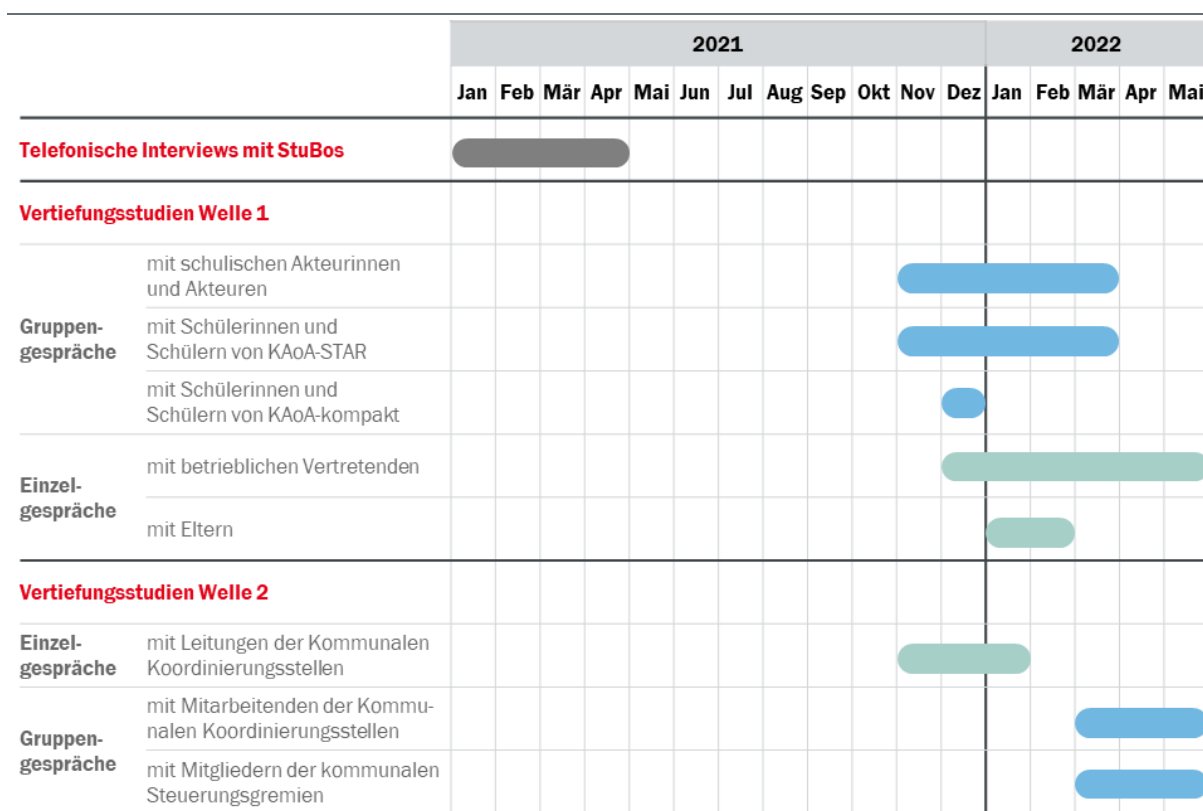 2021 2022
Jan Feb Mär Apr Mai Jun Jul Aug Sep Okt Nov Dez Jan Feb Mär Apr Mai
Telefonische Interviews mit StuBos
Vertiefungsstudien Welle 1
Gruppen-
gespräche
mit schulischen Akteurinnen
und Akteuren
mit Schülerinnen und
Schülern von KAoA-STAR
mit Schülerinnen und
Schülern von KAoA-kompakt
Einzel-
gespräche
mit betrieblichen Vertretenden
mit Eltern
Vertiefungsstudien Welle 2
Einzel-
gespräche
mit Leitungen der Kommunalen
Koordinierungsstellen
Gruppen-
gespräche
mit Mitarbeitenden der Kommu-
nalen Koordinierungsstellen
mit Mitgliedern der kommunalen
Steuerungsgremien